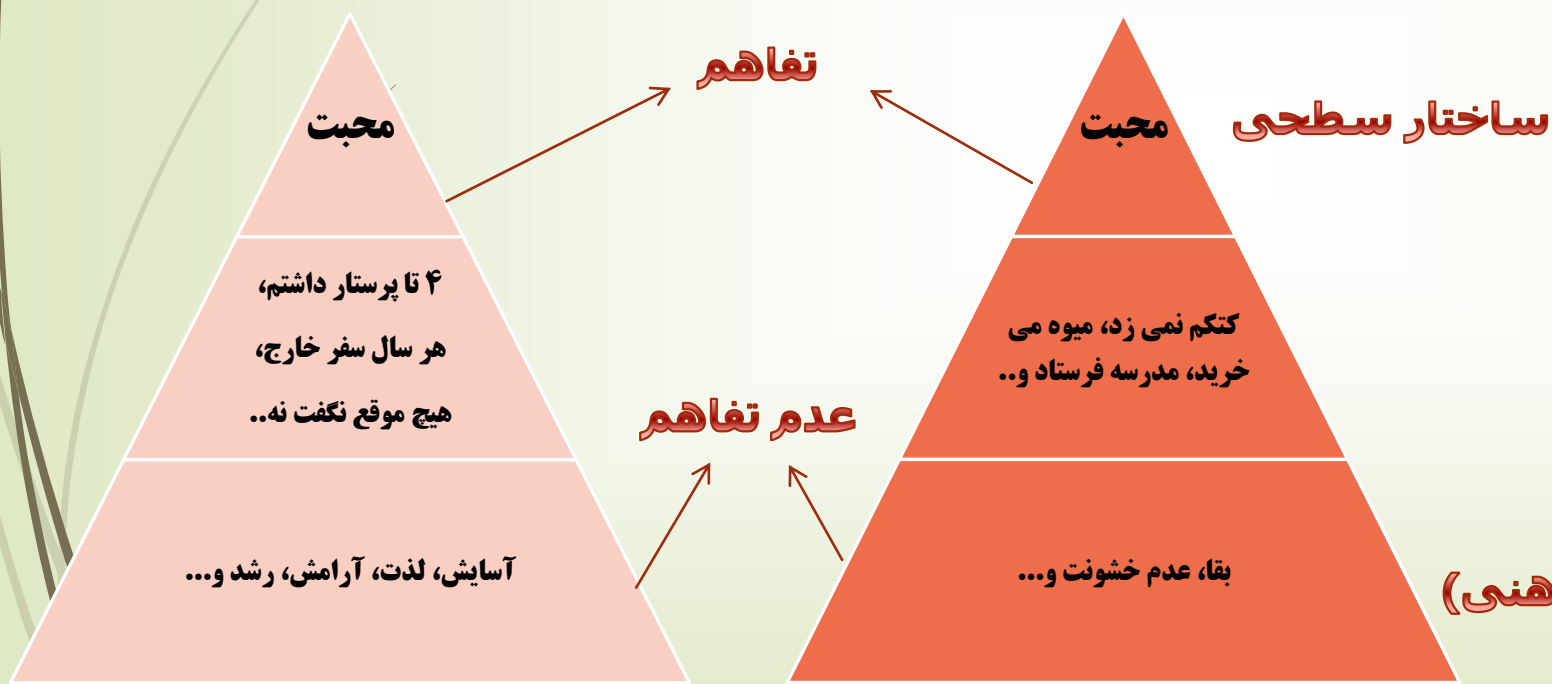 تفاهم
ساختار سطحی
محبت
کتکم نمی زد، میوه می
خرید، مدرسه فرستاد و..
بقا، عدم خشونت و...
محبت
۴ تا پرستار داشتم،
هر سال سفر خارج،
هیچ موقع نگفت نه..
آسایش، لذت، آرامش، رشد و...
عدم تفاهم